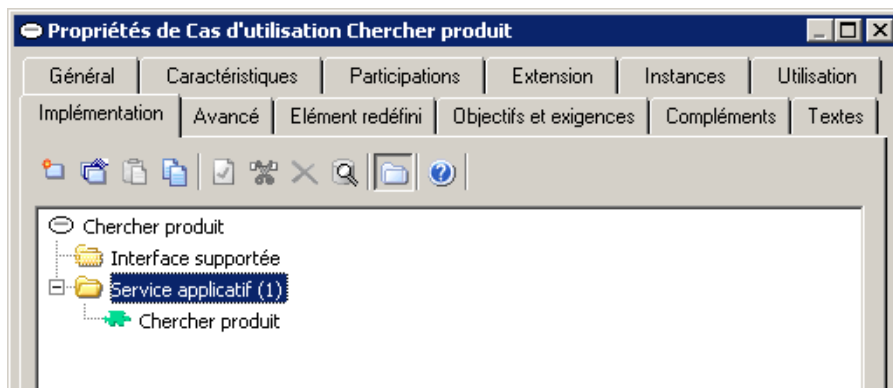 Propriétés de Cas d'utilisation Chercher produit
Général Caractéristiques Participations Extension Instances Utilisation
Implémentation Avancé Elément redéfini Objectifs et exigences Compléments Textes
Chercher produit
Interface supportée
Service applicatif (1)
Chercher produit